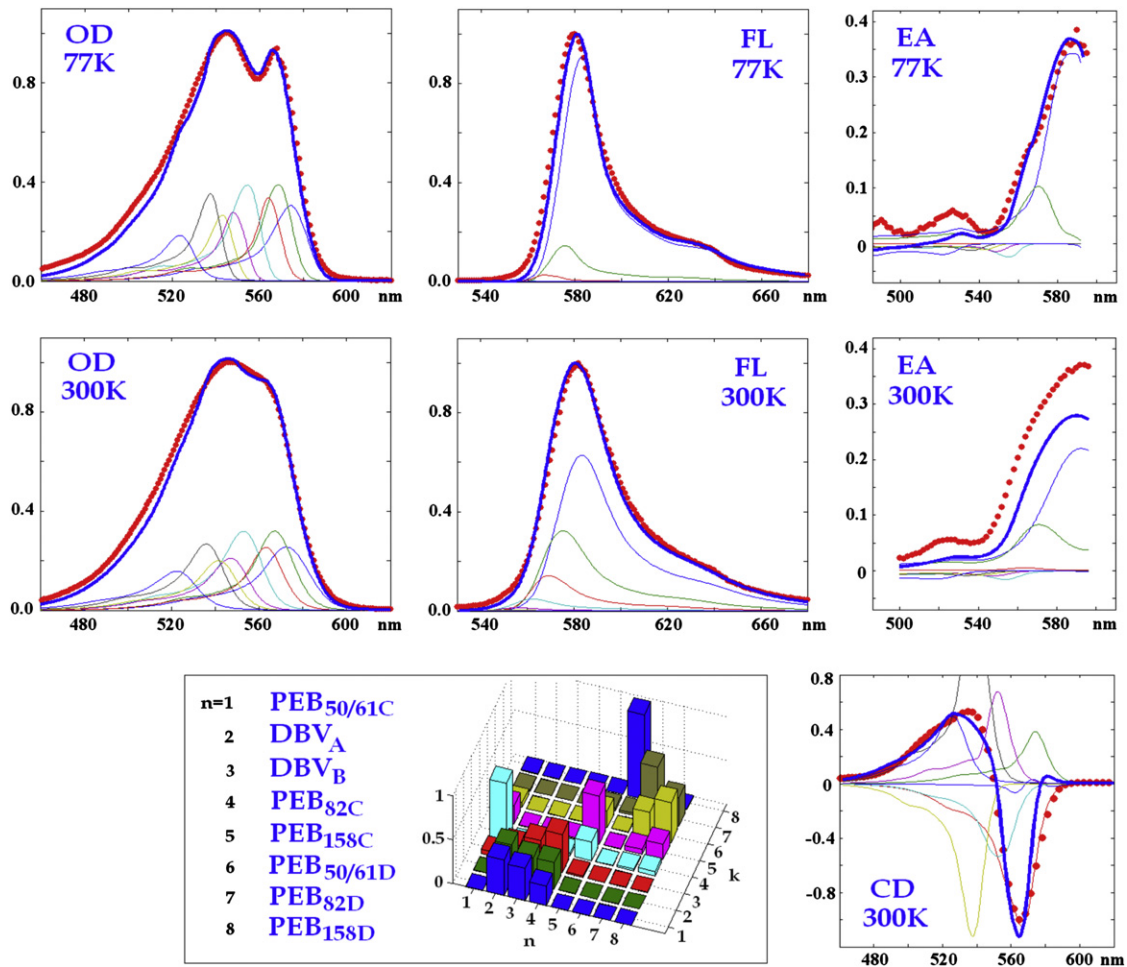 OD
77K
0.8
0.4
0.0
480 520 560 600 nm
FL
77K
0.8
0.4
0.0
540 580 620 660 nm
EA
77K
0.4
0.3
0.2
0.1
0
500 540 580 nm
OD
300K
0.8
0.4
0.0
480 520 560 600 nm
FL
300K
0.8
0.4
0.0
540 580 620 660 nm
EA
300K
0.4
0.3
0.2
0.1
0
500 540 580 nm
n=1 PEB50/61C
2 DBVA
3 DBVB
4 PEB82C
5 PEB158C
6 PEB50/61D
7 PEB82D
8 PEB158D
1
0.5
0
1 2 3 4 5 6 7 8
n
1 2 3 4 5 6 7 8
k
CD
300K
0.8
0.4
0
-0.4
-0.8
480 520 560 600 nm